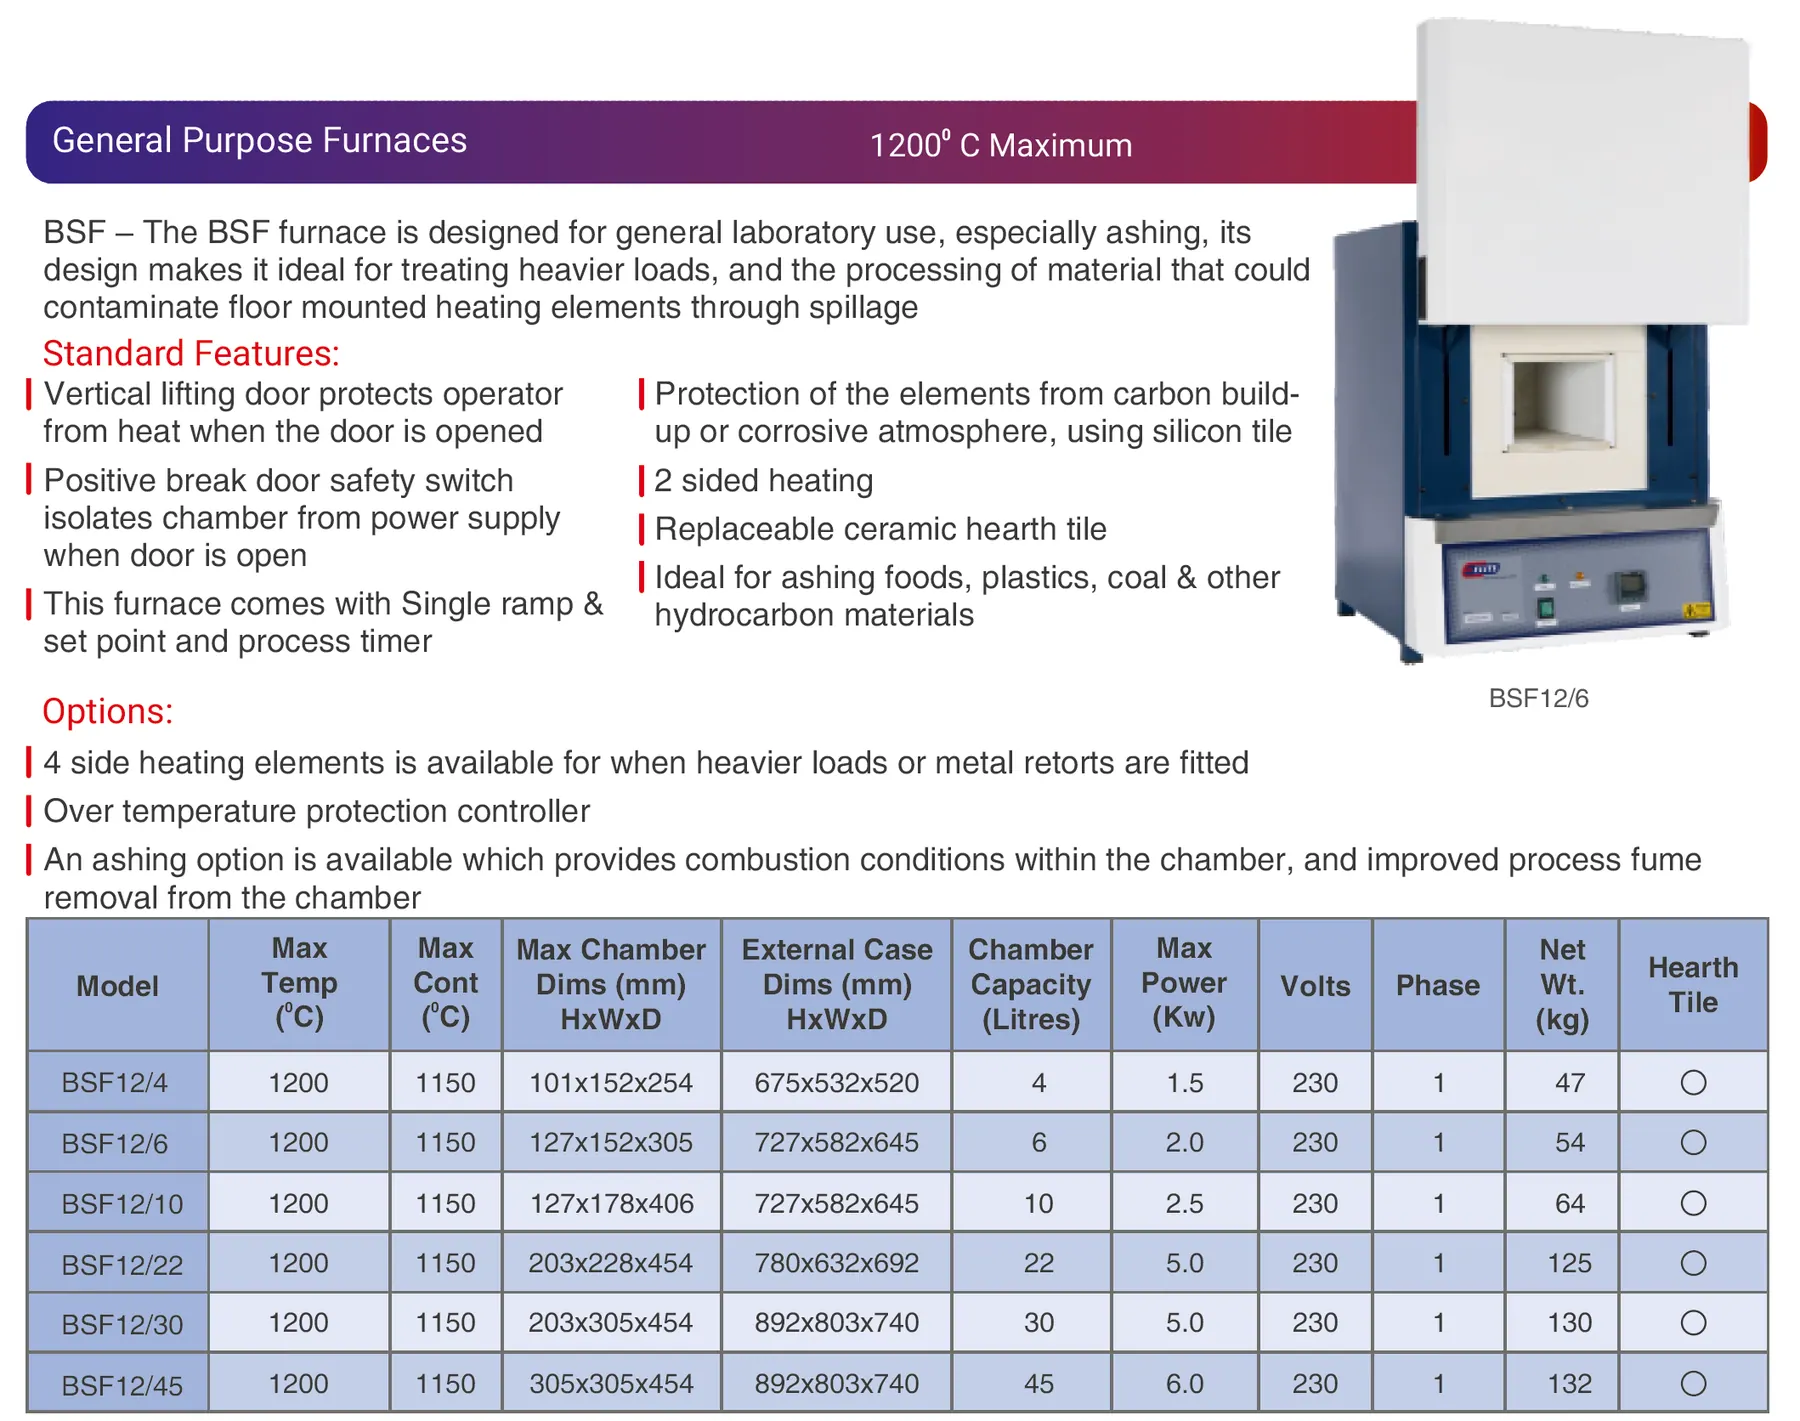 General Purpose Furnaces
1200⁰ C Maximum
BSF – The BSF furnace is designed for general laboratory use, especially ashing, its
design makes it ideal for treating heavier loads, and the processing of material that could
contaminate floor mounted heating elements through spillage
Standard Features:
Vertical lifting door protects operator
from heat when the door is opened
Positive break door safety switch
isolates chamber from power supply
when door is open
This furnace comes with Single ramp &
set point and process timer
Protection of the elements from carbon build-
up or corrosive atmosphere, using silicon tile
2 sided heating
Replaceable ceramic hearth tile
Ideal for ashing foods, plastics, coal & other
hydrocarbon materials
BSF12/6
Options:
4 side heating elements is available for when heavier loads or metal retorts are fitted
Over temperature protection controller
An ashing option is available which provides combustion conditions within the chamber, and improved process fume
removal from the chamber
Model Max Temp (⁰C) Max Cont (⁰C) Max Chamber Dims (mm) HxWxD External Case Dims (mm) HxWxD Chamber Capacity (Litres) Max Power (Kw) Volts Phase Net Wt. (kg) Hearth Tile
BSF12/4 1200 1150 101x152x254 675x532x520 4 1.5 230 1 47 ○
BSF12/6 1200 1150 127x152x305 727x582x645 6 2.0 230 1 54 ○
BSF12/10 1200 1150 127x178x406 727x582x645 10 2.5 230 1 64 ○
BSF12/22 1200 1150 203x228x454 780x632x692 22 5.0 230 1 125 ○
BSF12/30 1200 1150 203x305x454 892x803x740 30 5.0 230 1 130 ○
BSF12/45 1200 1150 305x305x454 892x803x740 45 6.0 230 1 132 ○